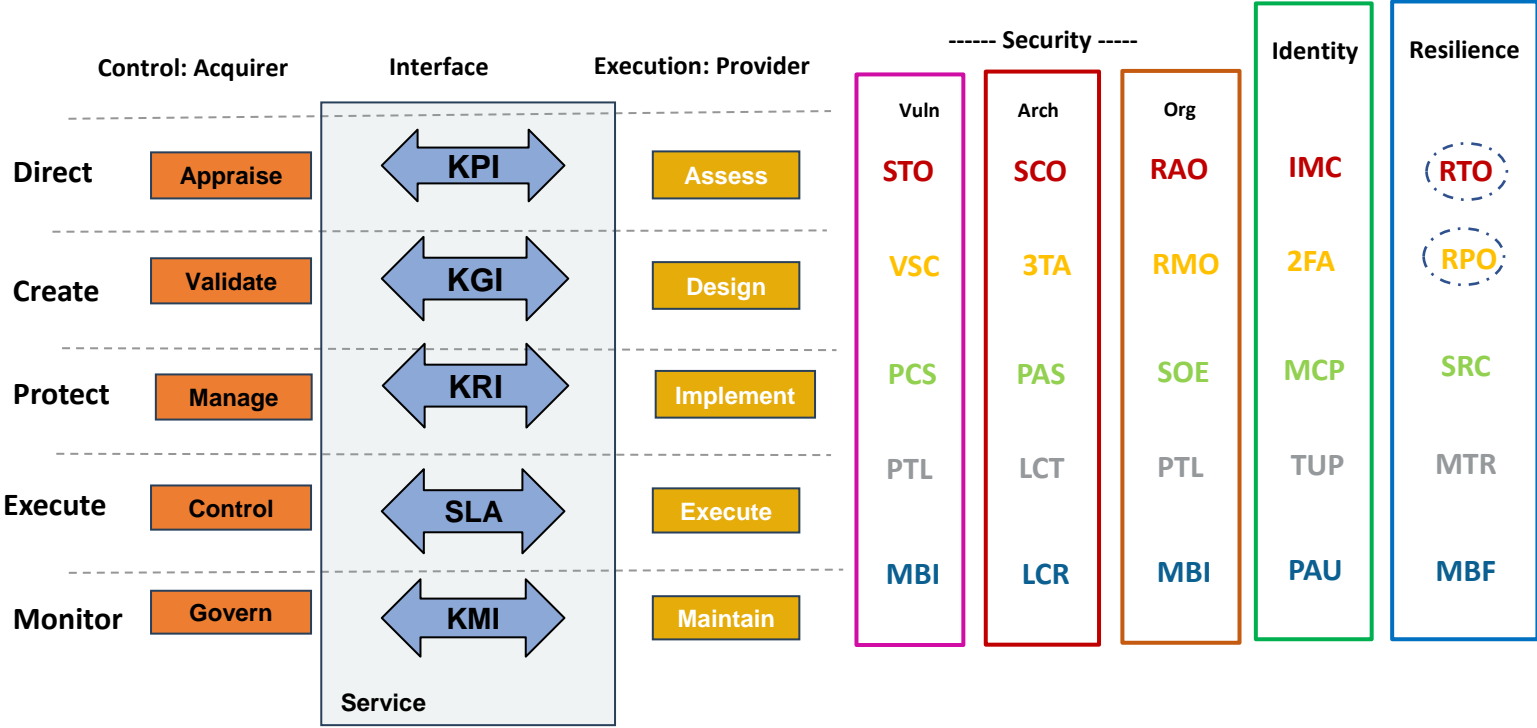 ------ Security -----
Identity Resilience
Control: Acquirer Interface Execution: Provider
Vuln Arch Org
Direct Appraise KPI Assess STO SCO RAO IMC RTO
Create Validate KGI Design VSC 3TA RMO 2FA RPO
Protect Manage KRI Implement PCS PAS SOE MCP SRC
Execute Control SLA Execute PTL LCT PTL TUP MTR
Monitor Govern KMI Maintain MBI LCR MBI PAU MBF
Service